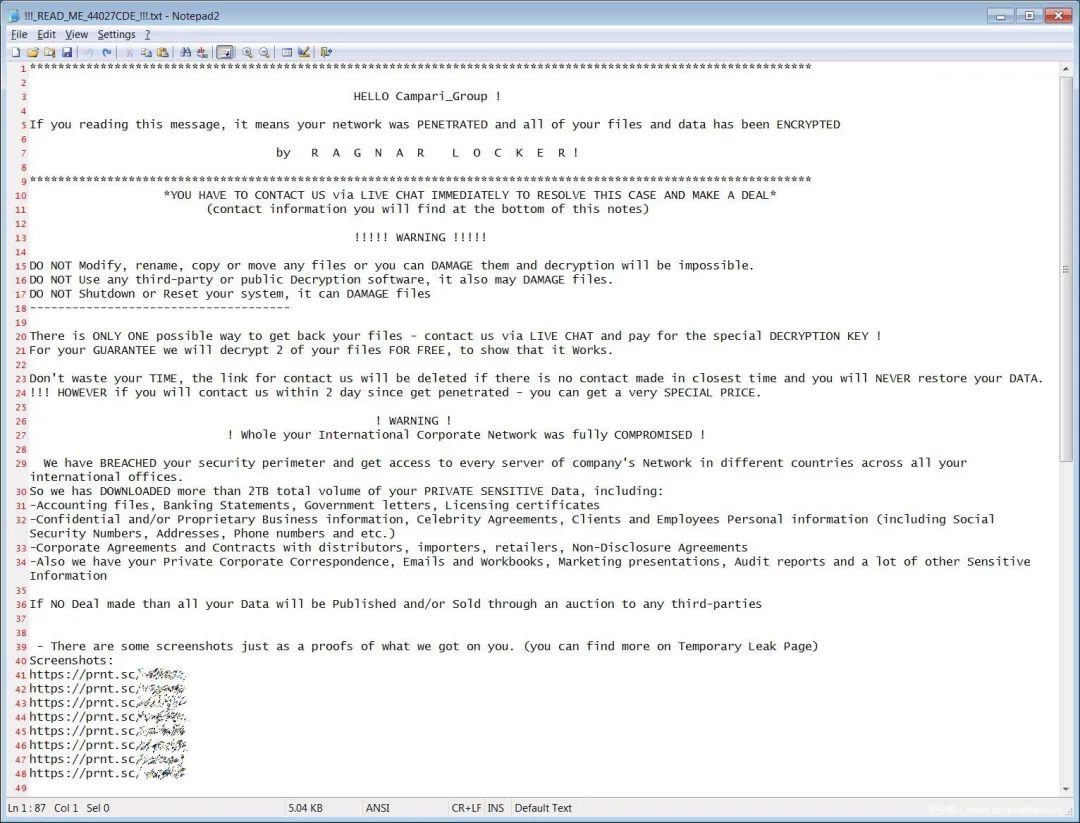 !!!_READ_ME_44027CDE_!!!.txt - Notepad2
File Edit View Settings ?
1 ***************************************************************************************************************
2
3 HELLO Campari_Group !
4
5 If you reading this message, it means your network was PENETRATED and all of your files and data has been ENCRYPTED
6
7 by R A G N A R L O C K E R !
8
9 ***************************************************************************************************************
10 *YOU HAVE TO CONTACT US via LIVE CHAT IMMEDIATELY TO RESOLVE THIS CASE AND MAKE A DEAL*
11 (contact information you will find at the bottom of this notes)
12
13 !!!!! WARNING !!!!!
14
15 DO NOT Modify, rename, copy or move any files or you can DAMAGE them and decryption will be impossible.
16 DO NOT Use any third-party or public Decryption software, it also may DAMAGE files.
17 DO NOT Shutdown or Reset your system, it can DAMAGE files
18 -------------------------------------
19
20 There is ONLY ONE possible way to get back your files - contact us via LIVE CHAT and pay for the special DECRYPTION KEY !
21 For your GUARANTEE we will decrypt 2 of your files FOR FREE, to show that it Works.
22
23 Don't waste your TIME, the link for contact us will be deleted if there is no contact made in closest time and you will NEVER restore your DATA.
24 !!! HOWEVER if you will contact us within 2 day since get penetrated - you can get a very SPECIAL PRICE.
25
26 ! WARNING !
27 ! Whole your International Corporate Network was fully COMPROMISED !
28
29 We have BREACHED your security perimeter and get access to every server of company's Network in different countries across all your
international offices.
30 So we has DOWNLOADED more than 2TB total volume of your PRIVATE SENSITIVE Data, including:
31 -Accounting files, Banking Statements, Government letters, Licensing certificates
32 -Confidential and/or Proprietary Business information, Celebrity Agreements, Clients and Employees Personal information (including Social
Security Numbers, Addresses, Phone numbers and etc.)
33 -Corporate Agreements and Contracts with distributors, importers, retailers, Non-Disclosure Agreements
34 -Also we have your Private Corporate Correspondence, Emails and Workbooks, Marketing presentations, Audit reports and a lot of other Sensitive
Information
35
36 If NO Deal made than all your Data will be Published and/or Sold through an auction to any third-parties
37
38
39 - There are some screenshots just as a proofs of what we got on you. (you can find more on Temporary Leak Page)
40 Screenshots:
41 https://prnt.sc/
42 https://prnt.sc/
43 https://prnt.sc/
44 https://prnt.sc/
45 https://prnt.sc/
46 https://prnt.sc/
47 https://prnt.sc/
48 https://prnt.sc/
49
Ln 1 : 87 Col 1 Sel 0 5.04 KB ANSI CR+LF INS Default Text